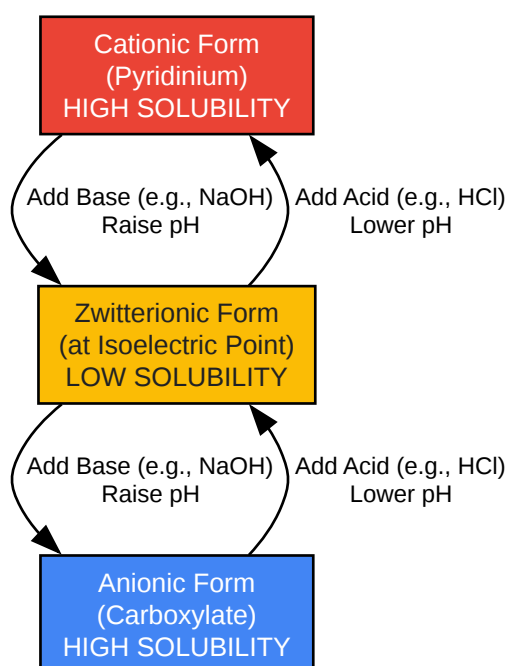 Cationic Form
(Pyridinium)
HIGH SOLUBILITY
Add Base (e.g., NaOH)
Raise pH
Add Acid (e.g., HCl)
Lower pH
Zwitterionic Form
(at Isoelectric Point)
LOW SOLUBILITY
Add Base (e.g., NaOH)
Raise pH
Add Acid (e.g., HCl)
Lower pH
Anionic Form
(Carboxylate)
HIGH SOLUBILITY